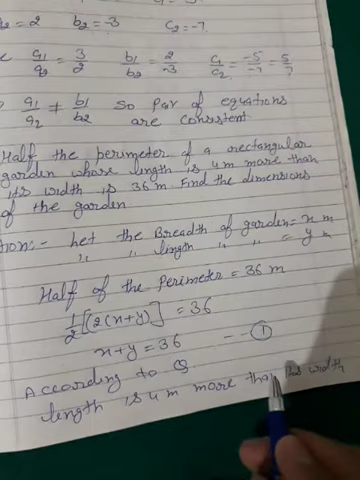 2 = 2 b2 = -3 C2 = -7
a1/a2 = 3/2 b1/b2 = 2/-3 C1/C2 = -5/-7 = 5/7
a1/a2 ≠ b1/b2 So Pair of equations are consistent
Half the perimeter of a rectangular
garden whose length is 4m more than
its width is 36 m. Find the dimensions
of the garden
tion:- Let the Breadth of garden = x m
" " length " " = y m
Half of the Perimeter = 36 m
1/2[(2(x+y)] = 36
x+y = 36 -- ①
According to Q.
length is 4 m more than its width